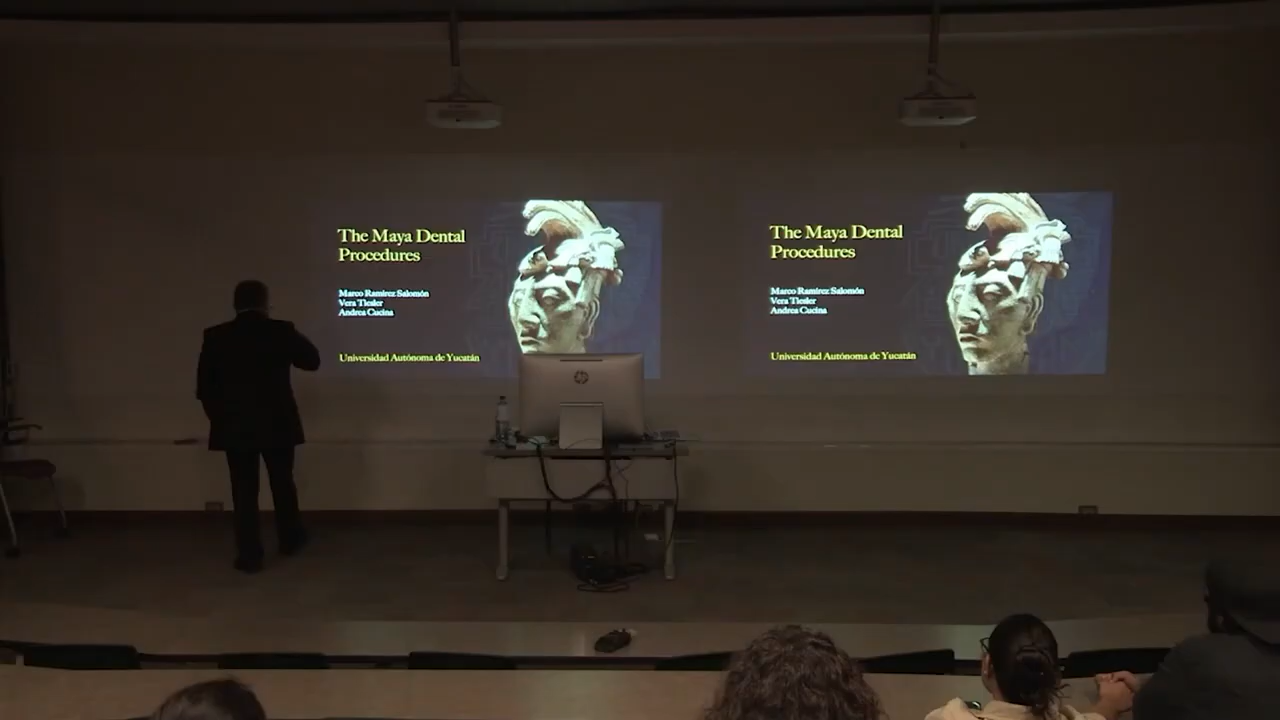 The Maya Dental
Procedures
Marco Ramírez Salomón
Vera Tiesler
Andrea Cucina
Universidad Autónoma de Yucatán
The Maya Dental
Procedures
Marco Ramírez Salomón
Vera Tiesler
Andrea Cucina
Universidad Autónoma de Yucatán
hp